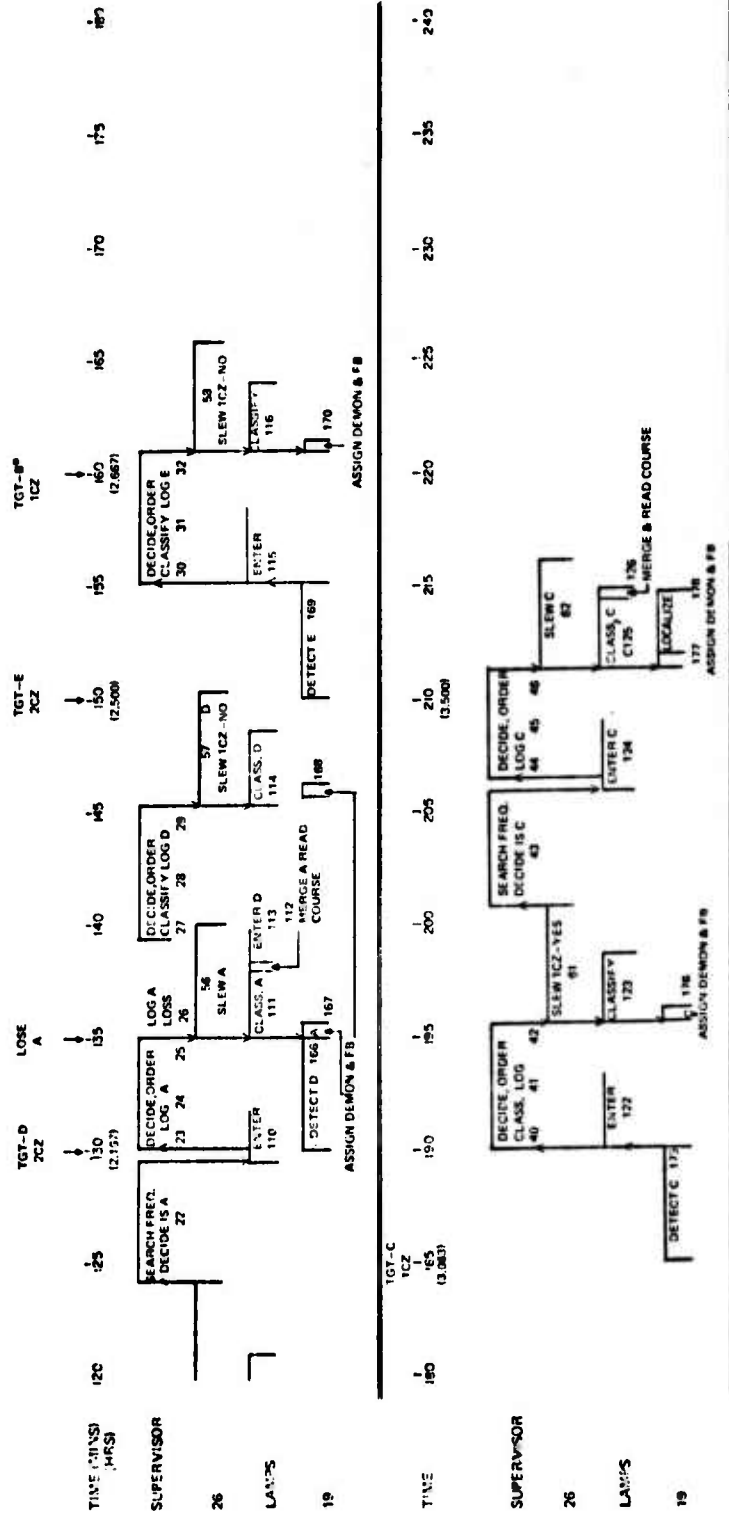 TGT-D
2CZ
LOSE
A
TGT-E
2CZ
TGT-B*
1CZ
TIME (MINS)
(HRS)
120
125
130
135
140
145
150
155
160
165
170
175
180
(2.500)
(2.667)
SUPERVISOR
SEARCH FREQ.
DECIDE IS A
22
DECIDE, ORDER
LOG A
23 24 25
LOG A
LOSS
26
DECIDE, ORDER
CLASSIFY LOG D
27 28 29
DECIDE, ORDER
CLASSIFY LOG E
30 31 32
26
56
SLEW A
57 D
SLEW 1CZ-NO
58
SLEW 1CZ-NO
LAMPS
ENTER
110
CLASS. A
111
ENTER D
113
112
MERGE A READ
COURSE
CLASS. D
114
ENTER
115
CLASSIFY
116
19
DETECT D 166 A
167
168
DETECT E 169
170
ASSIGN DEMON & FB
ASSIGN DEMON & FB
TGT-C
1CZ
TIME
180
(3.083)
190
195
200
205
210
215
220
225
230
235
240
(3.500)
SUPERVISOR
DECIDE, ORDER
CLASS, LOG
40 41 42
SEARCH FREQ.
DECIDE IS C
43
DECIDE, ORDER
LOG C
44 45 46
26
SLEW 1CZ-YES
61
SLEW C
62
LAMPS
ENTER
122
CLASSIFY
123
ENTER C
124
CLASS, C
C125
126
MERGE & READ COURSE
19
DETECT C
176
ASSIGN DEMON & FB
LOCALIZE
177 178
ASSIGN DEMON & FB